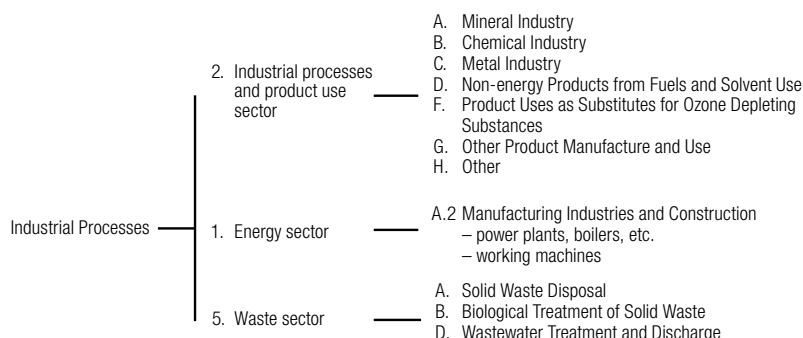 A. Mineral Industry
B. Chemical Industry
C. Metal Industry
D. Non-energy Products from Fuels and Solvent Use
F. Product Uses as Substitutes for Ozone Depleting
Substances
G. Other Product Manufacture and Use
H. Other
2. Industrial processes
and product use
sector
Industrial Processes
1. Energy sector
A.2 Manufacturing Industries and Construction
– power plants, boilers, etc.
– working machines
5. Waste sector
A. Solid Waste Disposal
B. Biological Treatment of Solid Waste
D. Wastewater Treatment and Discharge